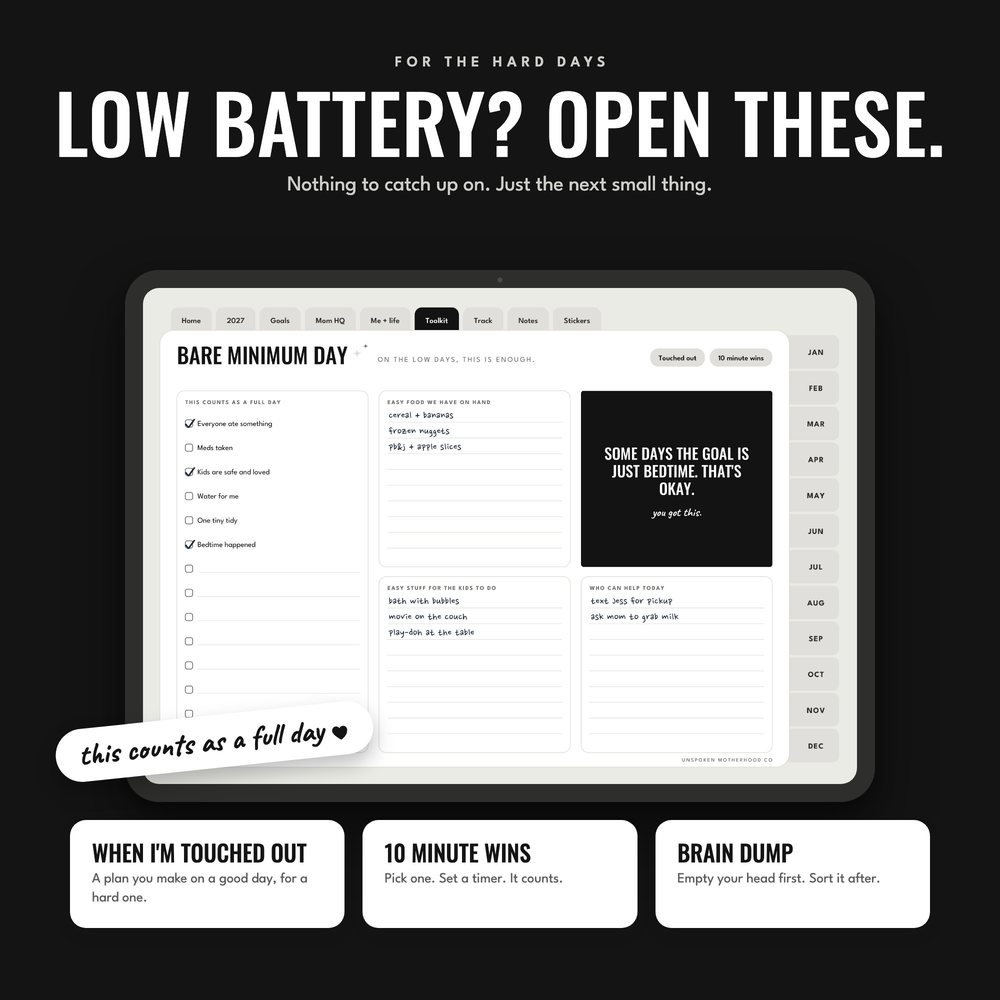 FOR THE HARD DAYS
LOW BATTERY? OPEN THESE.
Nothing to catch up on. Just the next small thing.
Home
2027
Goals
Mom HQ
Me + life
Toolkit
Track
Notes
Stickers
BARE MINIMUM DAY
ON THE LOW DAYS, THIS IS ENOUGH.
Touched out
10 minute wins
THIS COUNTS AS A FULL DAY
Everyone ate something
Meds taken
Kids are safe and loved
Water for me
One tiny tidy
Bedtime happened
EASY FOOD WE HAVE ON HAND
cereal + bananas
frozen nuggets
pb&j + apple slices
SOME DAYS THE GOAL IS
JUST BEDTIME. THAT'S
OKAY.
you got this.
EASY STUFF FOR THE KIDS TO DO
bath with bubbles
movie on the couch
play-doh at the table
WHO CAN HELP TODAY
text Jess for pickup
ask mom to grab milk
UNSPOKEN MOTHERHOOD CO
JAN
FEB
MAR
APR
MAY
JUN
JUL
AUG
SEP
OCT
NOV
DEC
this counts as a full day
WHEN I'M TOUCHED OUT
A plan you make on a good day, for a
hard one.
10 MINUTE WINS
Pick one. Set a timer. It counts.
BRAIN DUMP
Empty your head first. Sort it after.